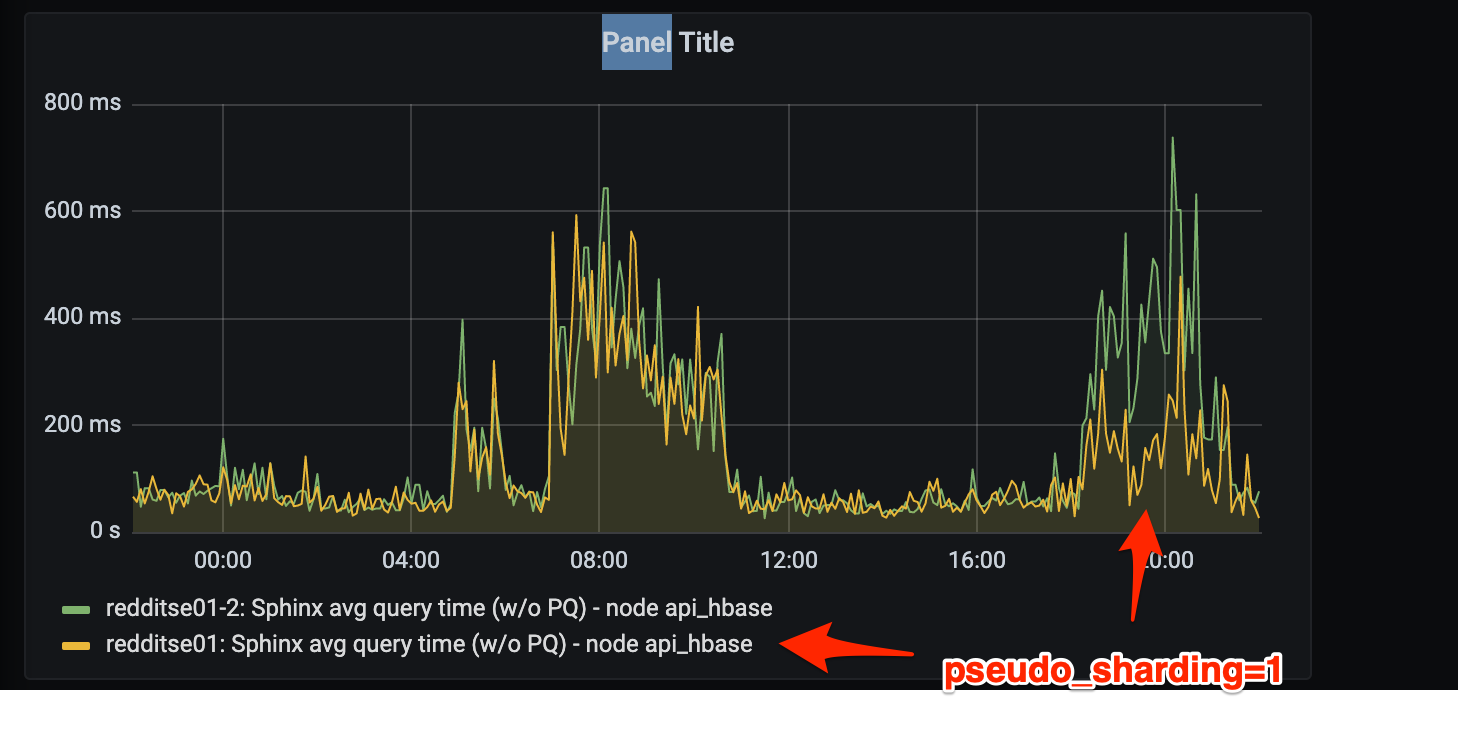 Panel Title
800 ms
600 ms
400 ms
200 ms
0 s
00:00
04:00
08:00
12:00
16:00
redditse01-2: Sphinx avg query time (w/o PQ) - node api_hbase
redditse01: Sphinx avg query time (w/o PQ) - node api_hbase
pseudo_sharding=1